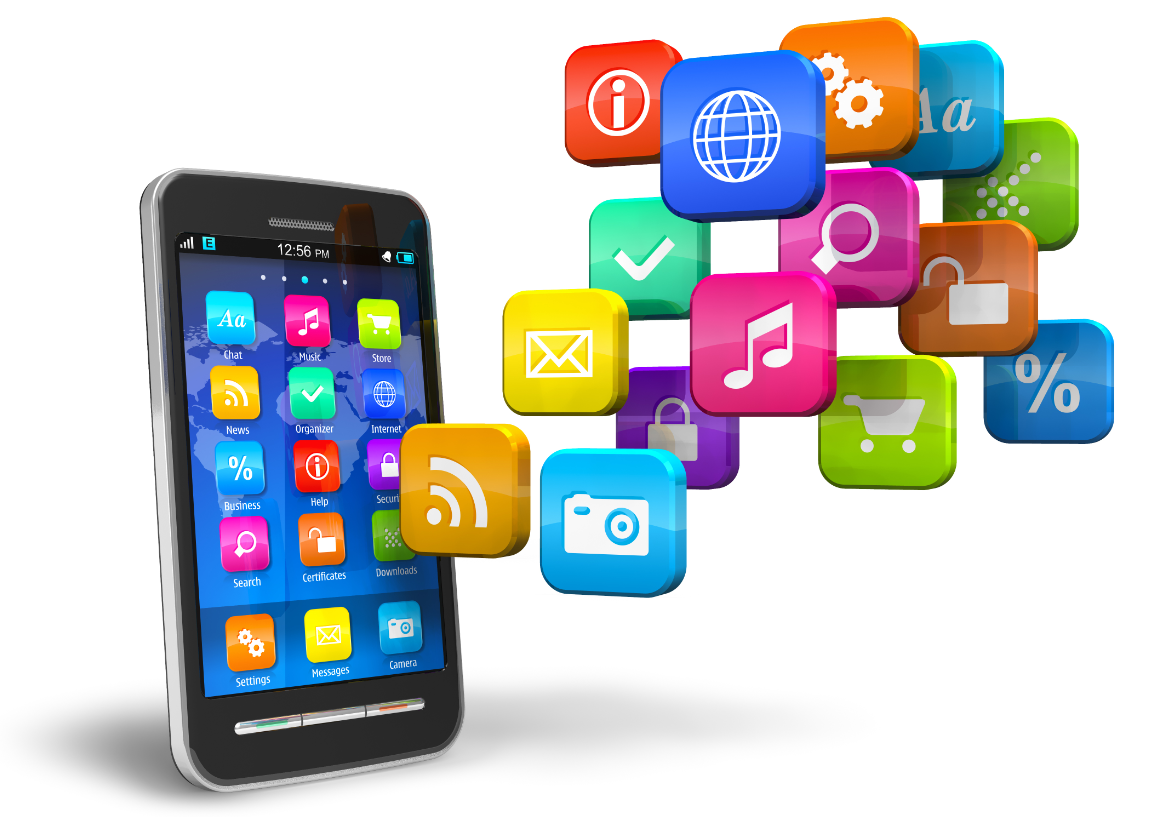 E 12:56 PM
Aa
Chat Music Store
News Organizer Internet
%
Business Help Securi
Search Certificates Downloads
Settings Messages Camera
i
Aa
%